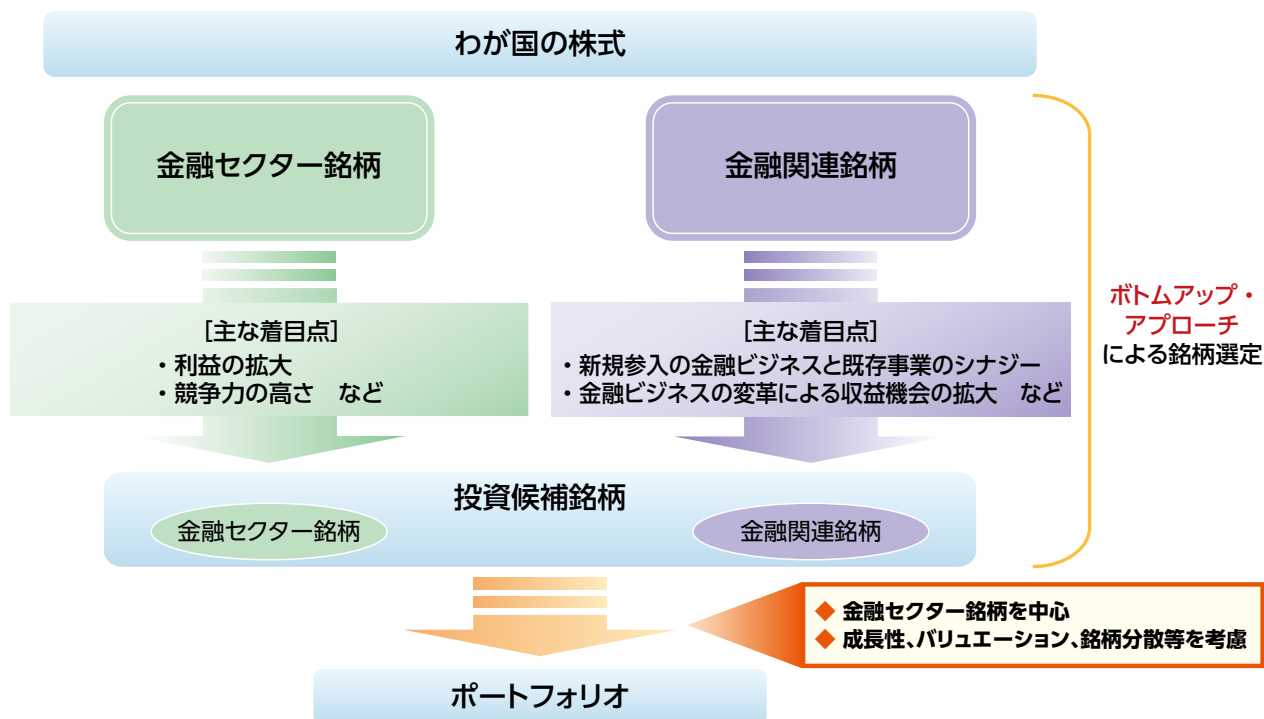 わが国の株式
金融セクター銘柄
金融関連銘柄
[主な着目点]
・利益の拡大
・競争力の高さ　など
[主な着目点]
・新規参入の金融ビジネスと既存事業のシナジー
・金融ビジネスの変革による収益機会の拡大　など
ボトムアップ・
アプローチ
による銘柄選定
投資候補銘柄
金融セクター銘柄
金融関連銘柄
◆ 金融セクター銘柄を中心
◆ 成長性、バリュエーション、銘柄分散等を考慮
ポートフォリオ